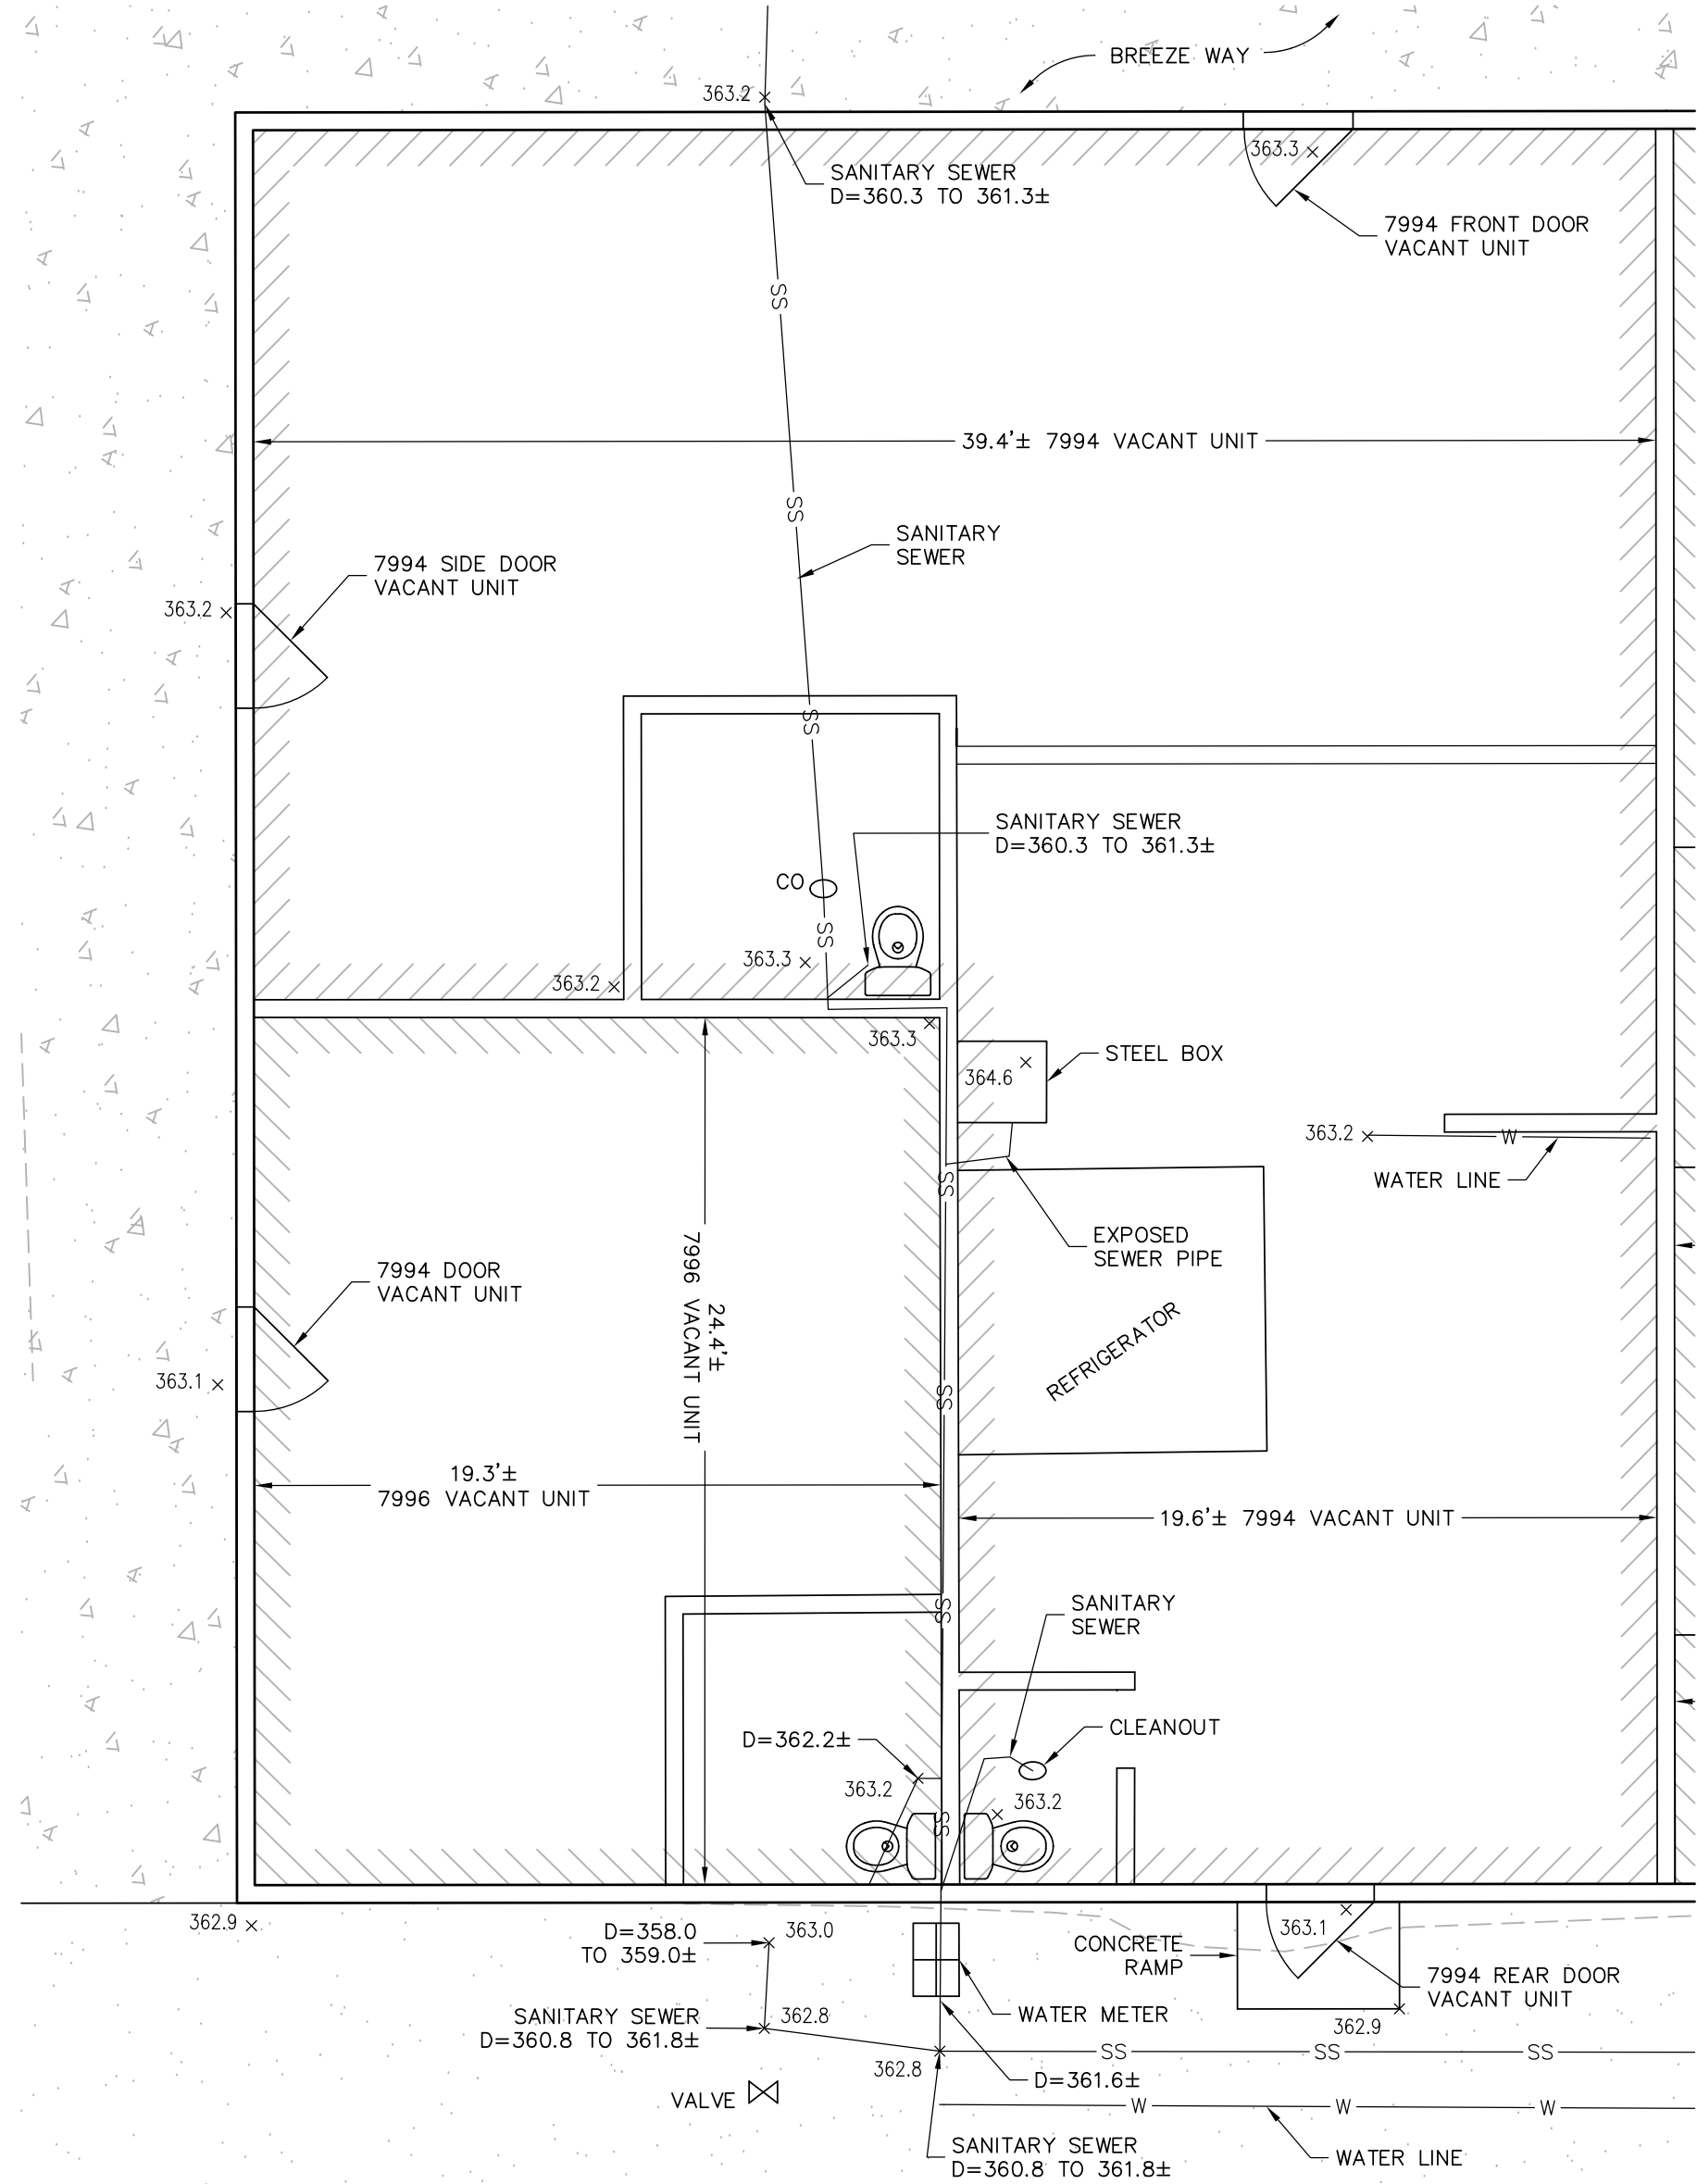 BREEZE WAY
363.2
SANITARY SEWER
D=360.3 TO 361.3±
363.3
7994 FRONT DOOR
VACANT UNIT
SS
39.4'± 7994 VACANT UNIT
SS
SANITARY
SEWER
7994 SIDE DOOR
VACANT UNIT
363.2
SS
SANITARY SEWER
D=360.3 TO 361.3±
CO
SS
363.3
363.2
363.3
STEEL BOX
364.6
363.2
W
WATER LINE
SS
EXPOSED
SEWER PIPE
7994 DOOR
VACANT UNIT
24.4'±
7996 VACANT UNIT
REFRIGERATOR
363.1
SS
19.3'±
7996 VACANT UNIT
19.6'± 7994 VACANT UNIT
SS
SANITARY
SEWER
CLEANOUT
D=362.2±
363.2
363.2
SS
362.9
D=358.0
TO 359.0±
363.0
CONCRETE
RAMP
363.1
7994 REAR DOOR
VACANT UNIT
SANITARY SEWER
D=360.8 TO 361.8±
362.8
WATER METER
362.9
SS
SS
SS
362.8
D=361.6±
VALVE
W
W
W
SANITARY SEWER
D=360.8 TO 361.8±
WATER LINE